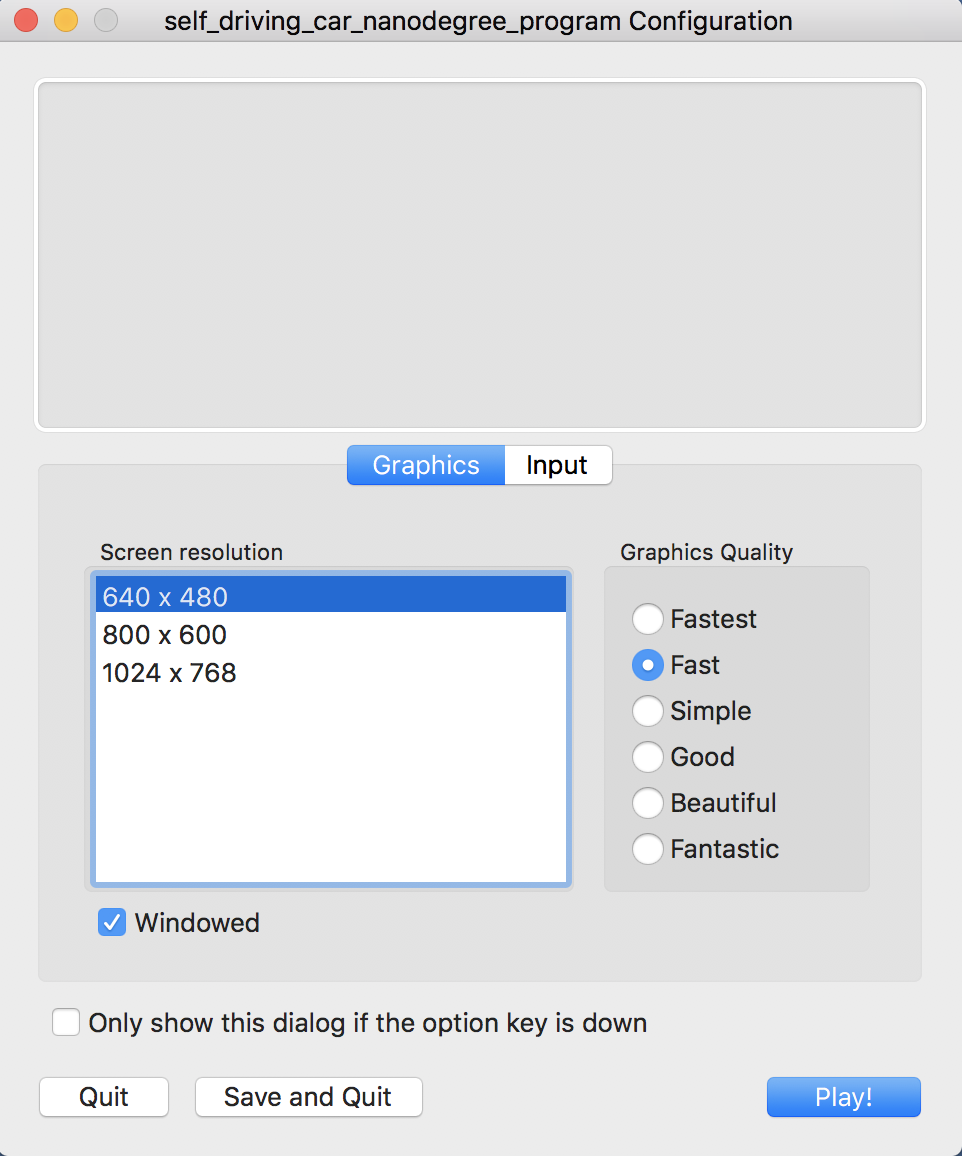 self_driving_car_nanodegree_program Configuration
Graphics
Input
Screen resolution
640 x 480
800 x 600
1024 x 768
Windowed
Graphics Quality
Fastest
Fast
Simple
Good
Beautiful
Fantastic
Only show this dialog if the option key is down
Quit
Save and Quit
Play!